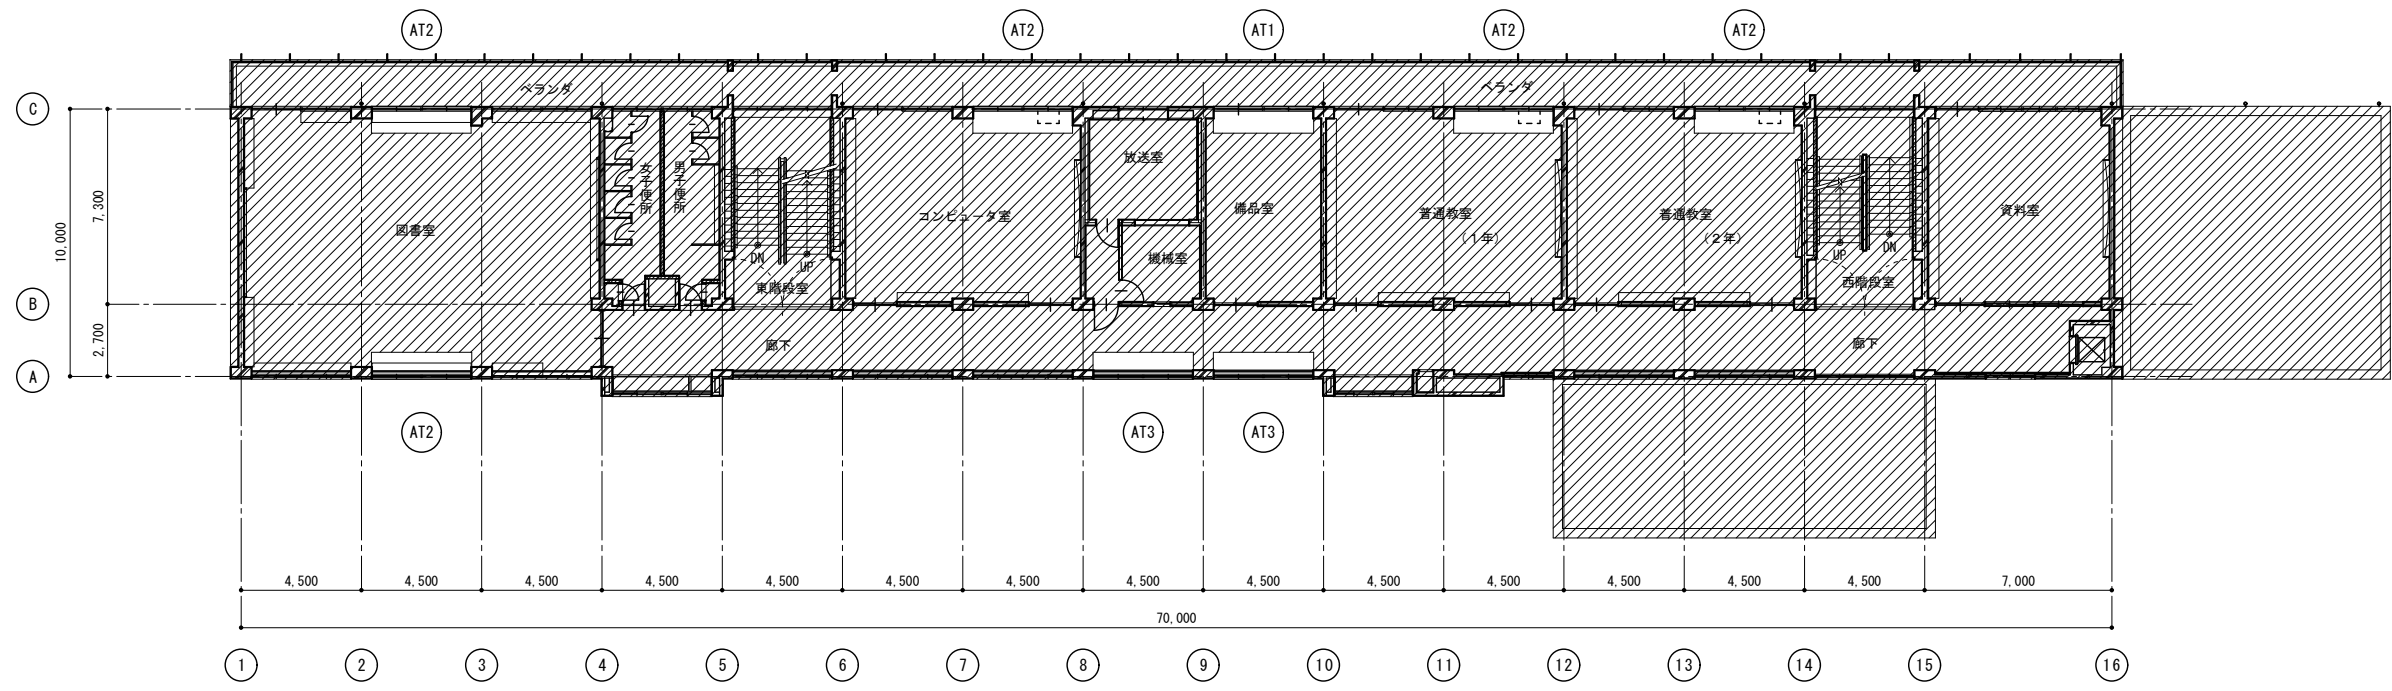 AT2 AT2 AT1 AT2 AT2
ベランダ ベランダ
C
放送室
女子便所 男子便所
10,000 7,300
図書室 コンピュータ室 備品室 普通教室 普通教室 資料室
(1年) (2年)
DN UP 機械室 UP DN
東階段室 西階段室
B
2,700
廊下 廊下
A
AT2 AT3 AT3
4,500 4,500 4,500 4,500 4,500 4,500 4,500 4,500 4,500 4,500 4,500 4,500 4,500 4,500 7,000
70,000
1 2 3 4 5 6 7 8 9 10 11 12 13 14 15 16